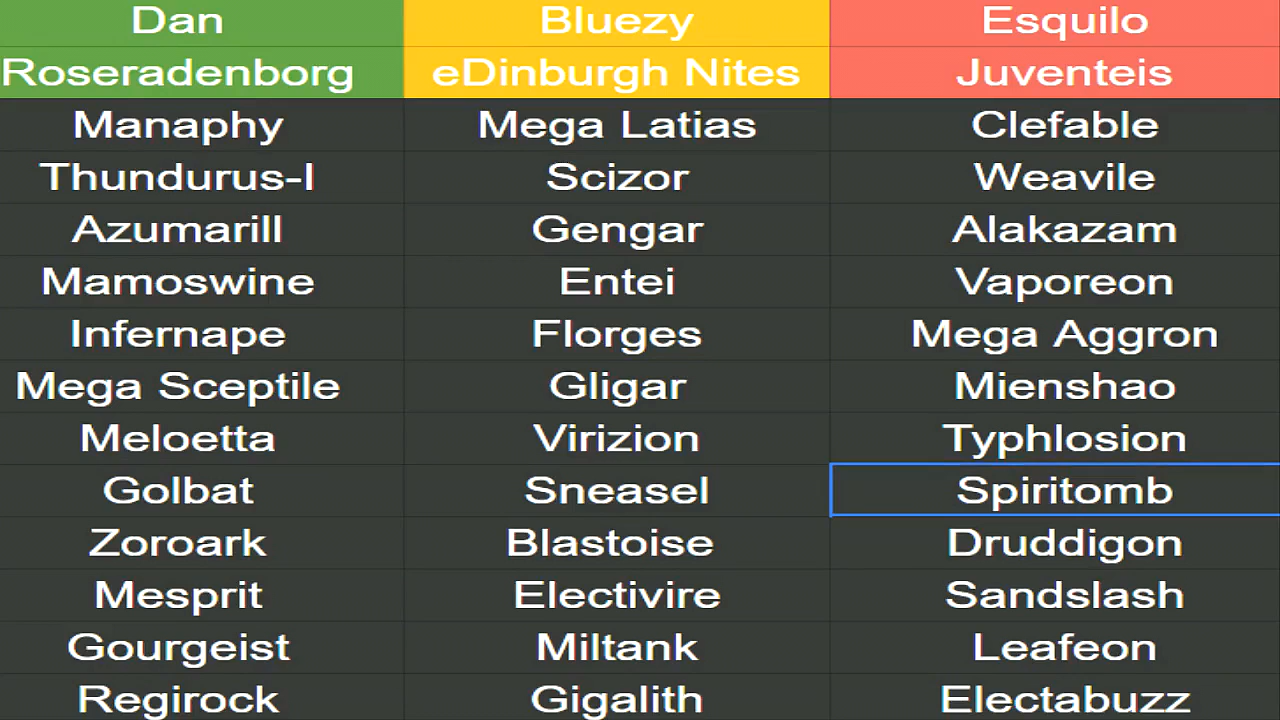 Dan Bluezy Esquilo
Roseradenborg eDinburgh Nites Juventeis
Manaphy Mega Latias Clefable
Thundurus-I Scizor Weavile
Azumarill Gengar Alakazam
Mamoswine Entei Vaporeon
Infernape Florges Mega Aggron
Mega Sceptile Gligar Mienshao
Meloetta Virizion Typhlosion
Golbat Sneasel Spiritomb
Zoroark Blastoise Druddigon
Mesprit Electivire Sandslash
Gourgeist Miltank Leafeon
Regirock Gigalith Electabuzz